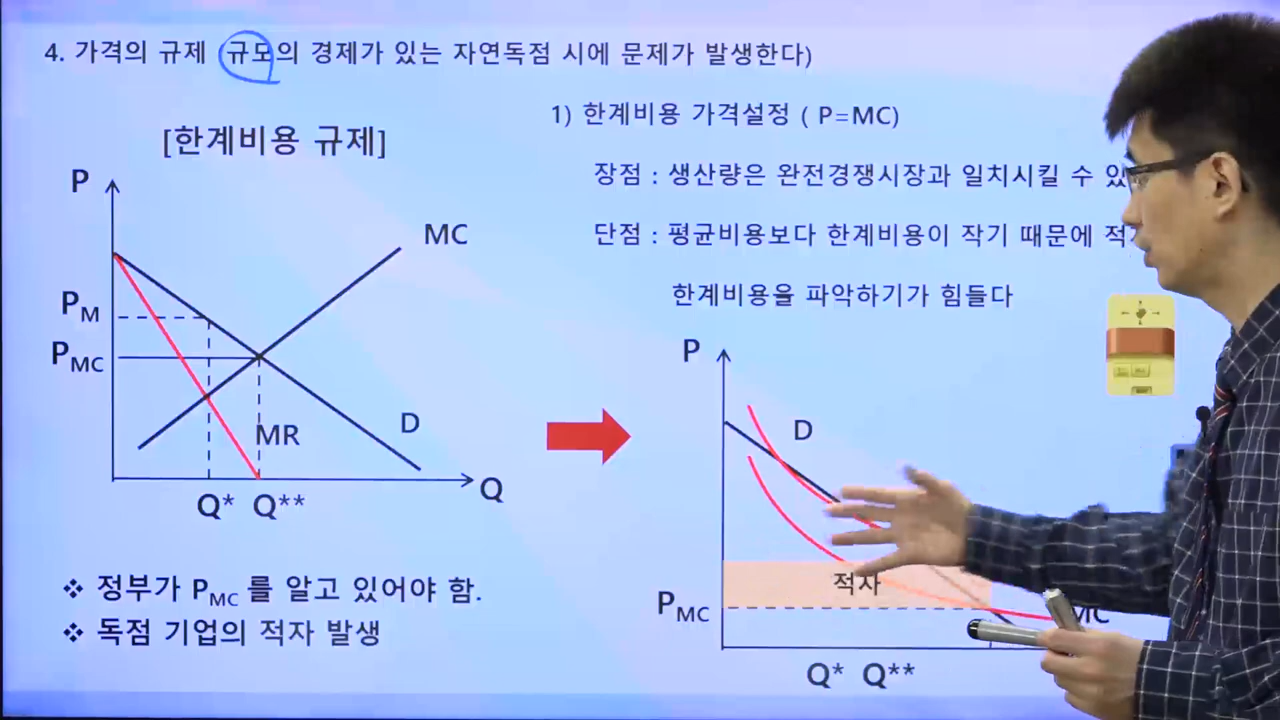 4. 가격의 규제 규모의 경제가 있는 자연독점 시에 문제가 발생한다)
1) 한계비용 가격설정 ( P=MC)
[한계비용 규제]
장점 : 생산량은 완전경쟁시장과 일치시킬 수
단점 : 평균비용보다 한계비용이 작기 때문에
한계비용을 파악하기가 힘들다
P
MC
PM
PMC
MR
D
Q* Q**
Q
❖ 정부가 PMC 를 알고 있어야 함.
❖ 독점 기업의 적자 발생
P
D
적자
PMC
MC
Q* Q**